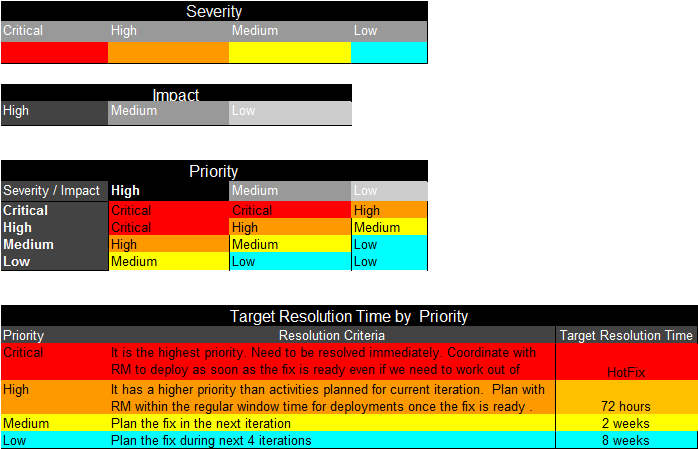 Severity
Critical High Medium Low
Impact
High Medium Low
Priority
Severity / Impact High Medium Low
Critical Critical Critical High
High Critical High Medium
Medium High Medium Low
Low Medium Low Low
Target Resolution Time by Priority
Priority Resolution Criteria Target Resolution Time
Critical It is the highest priority. Need to be resolved immediately. Coordinate with
RM to deploy as soon as the fix is ready even if we need to work out of
HotFix
High It has a higher priority than activities planned for current iteration. Plan with
RM within the regular window time for deployments once the fix is ready .
72 hours
Medium Plan the fix in the next iteration 2 weeks
Low Plan the fix during next 4 iterations 8 weeks